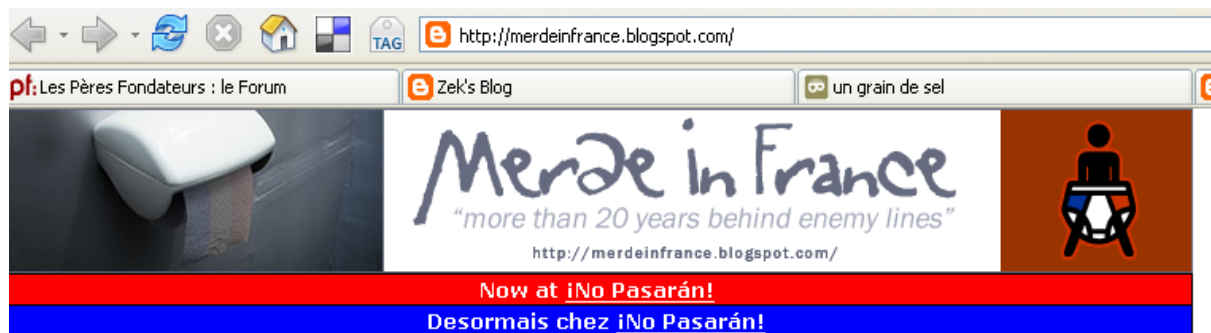 TAG
http://merdeinfrance.blogspot.com/
pf: Les Pères Fondateurs : le Forum
Zek's Blog
un grain de sel
Merde in France
"more than 20 years behind enemy lines"
http://merdeinfrance.blogspot.com/
Now at ¡No Pasarán!
Desormais chez ¡No Pasarán!